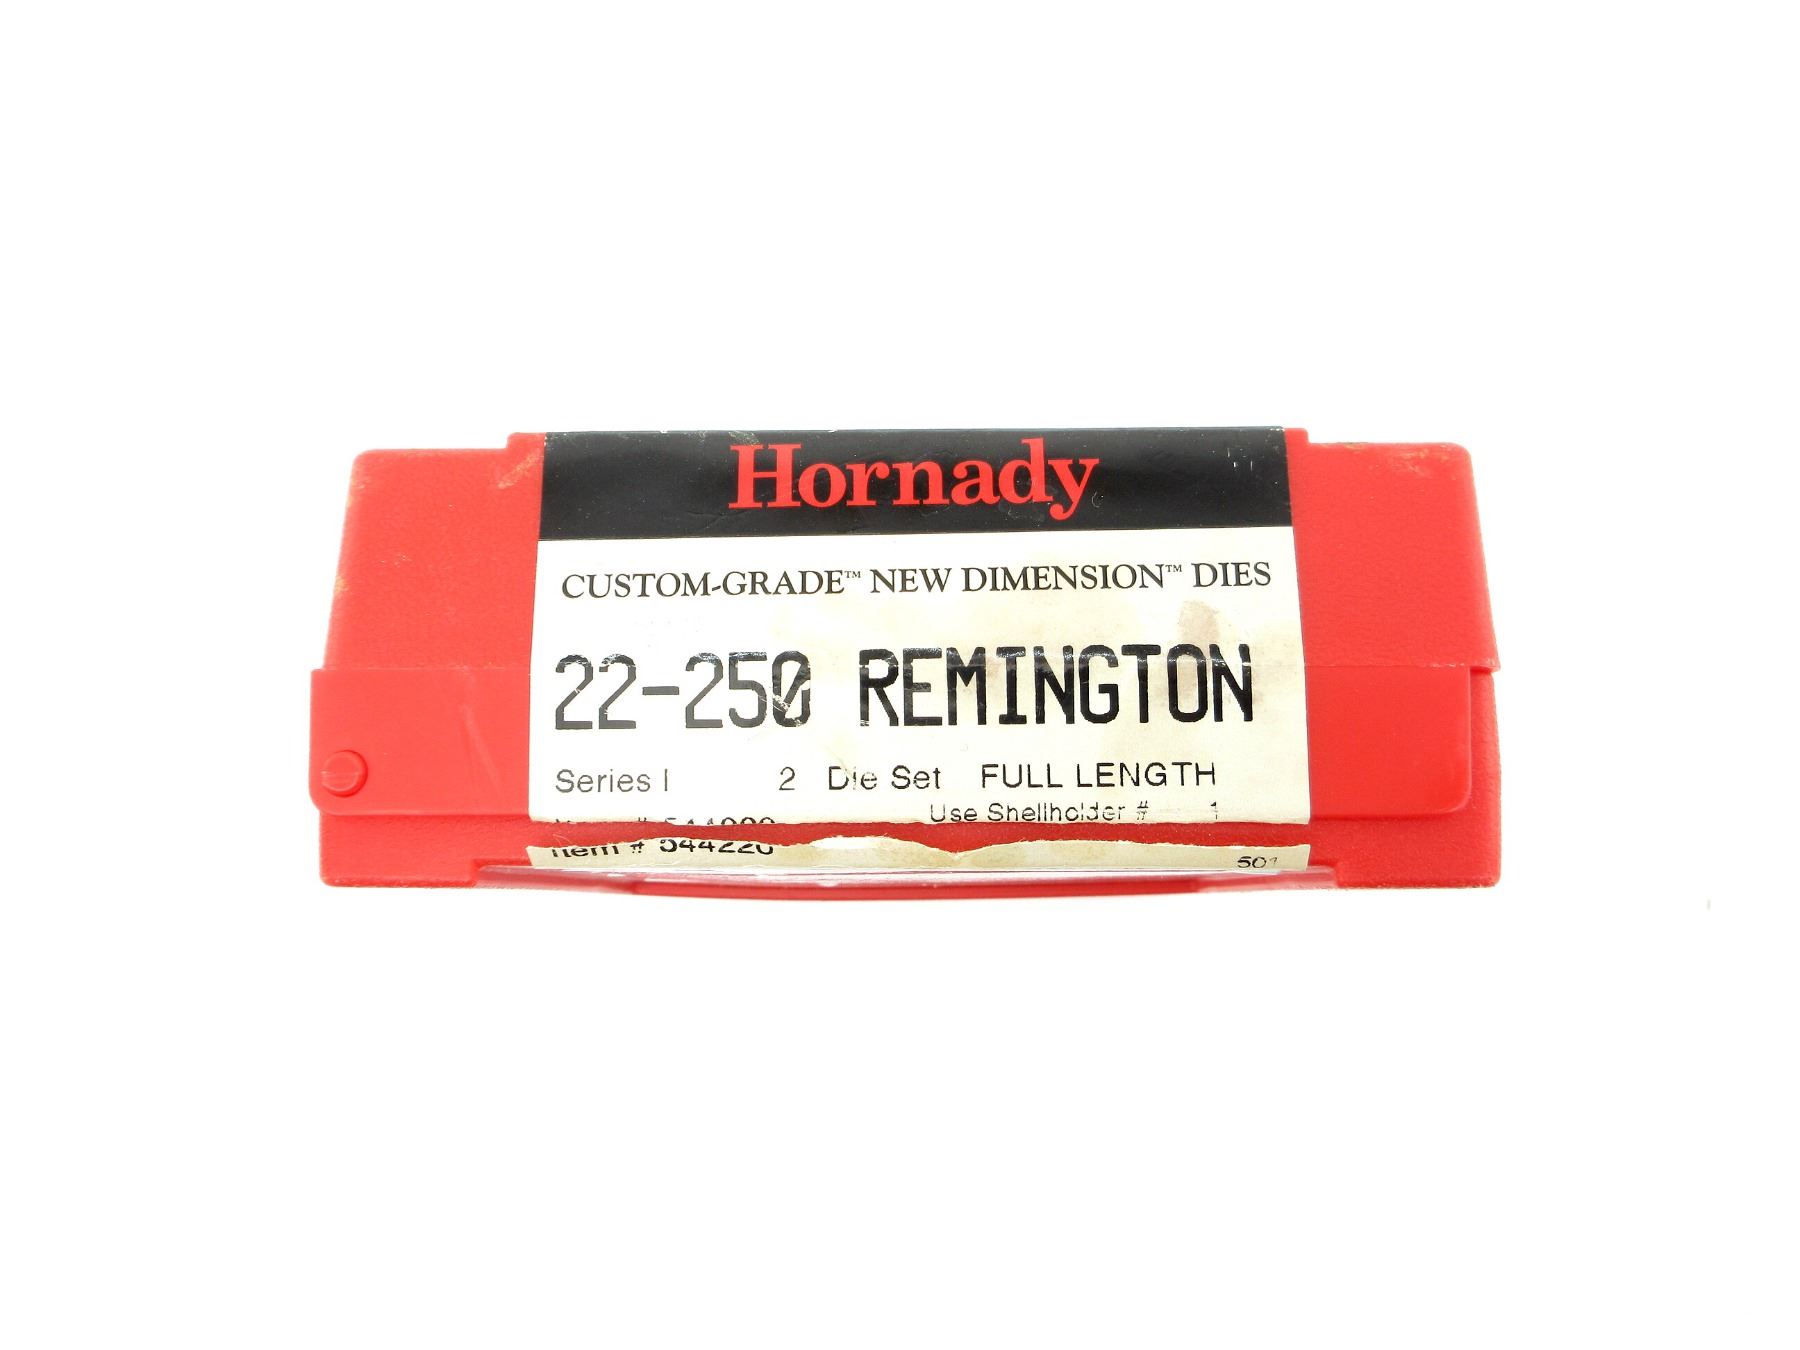 Hornady
CUSTOM-GRADE™ NEW DIMENSION™ DIES
22-250 REMINGTON
Series I 2 Die Set FULL LENGTH
Use Shellholder # 1
Item # 544220
501